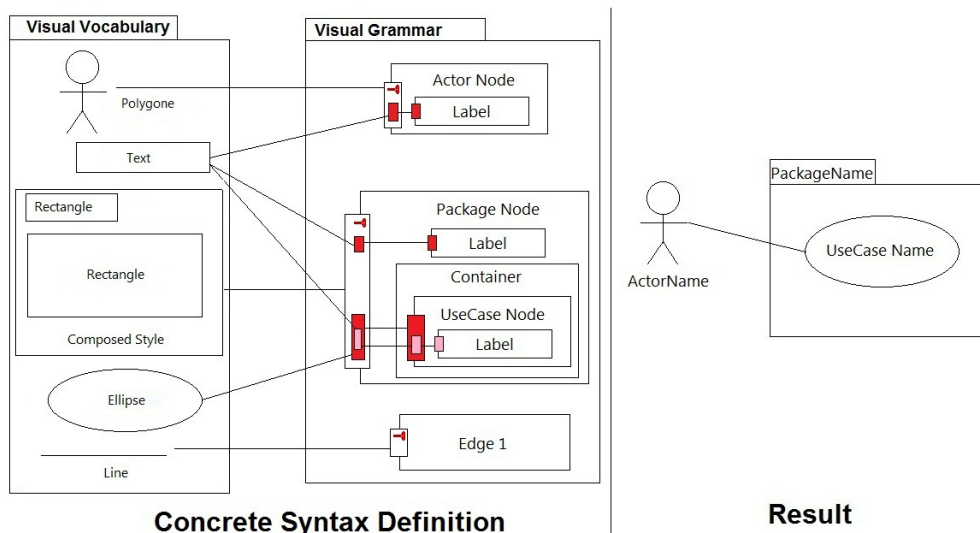 Visual Vocabulary
Polygone
Text
Rectangle
Rectangle
Composed Style
Ellipse
Line
Visual Grammar
Actor Node
Label
Package Node
Label
Container
UseCase Node
Label
Edge 1
Concrete Syntax Definition
PackageName
UseCase Name
ActorName
Result